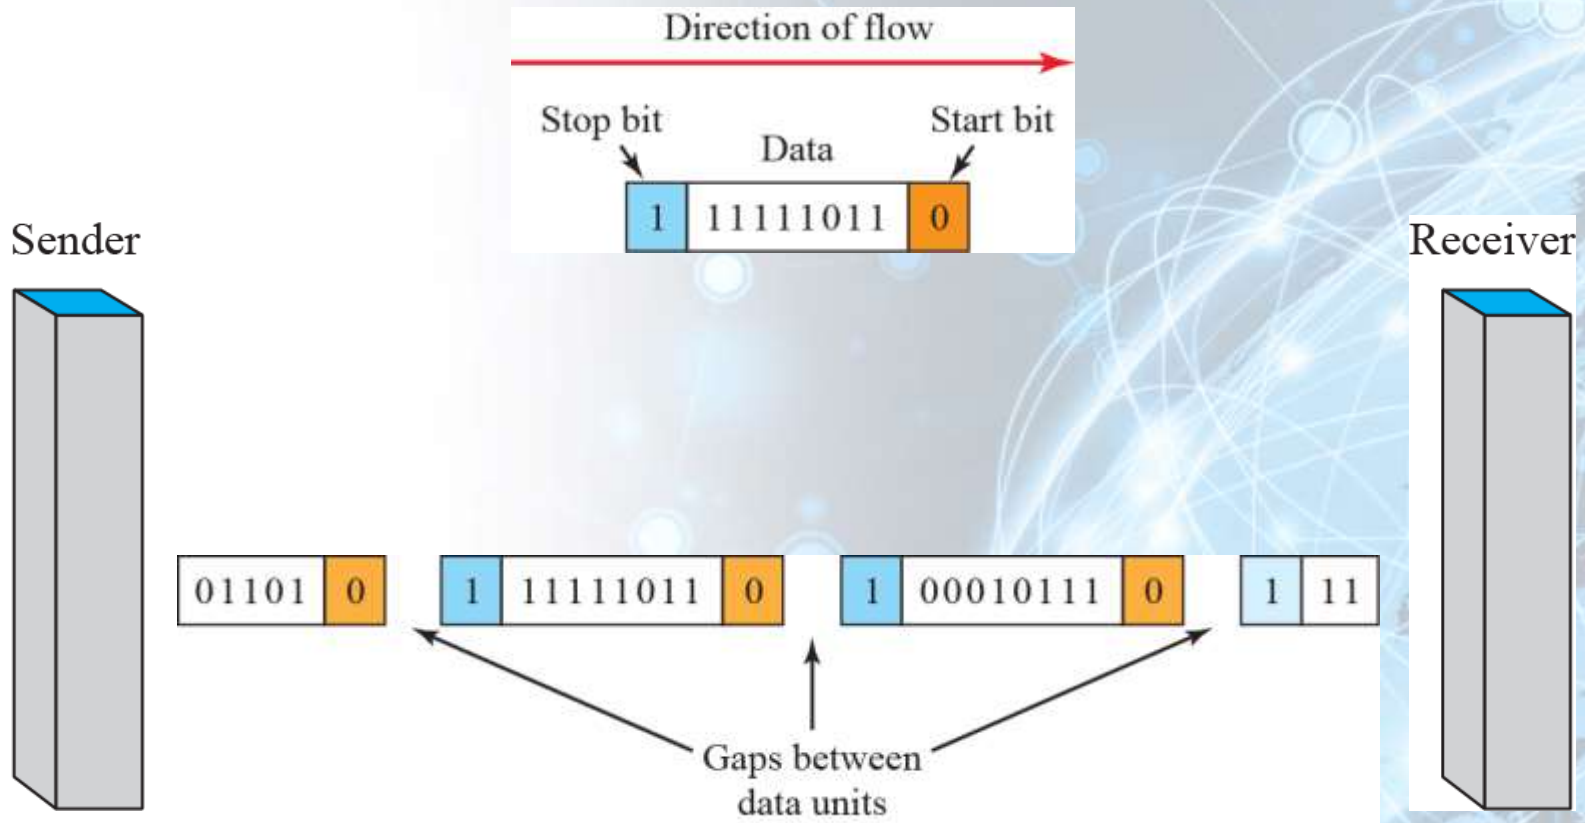 Direction of flow
Stop bit
Start bit
Data
1 11111011 0
Sender
Receiver
01101 0 1 11111011 0 1 00010111 0 1 11
Gaps between
data units